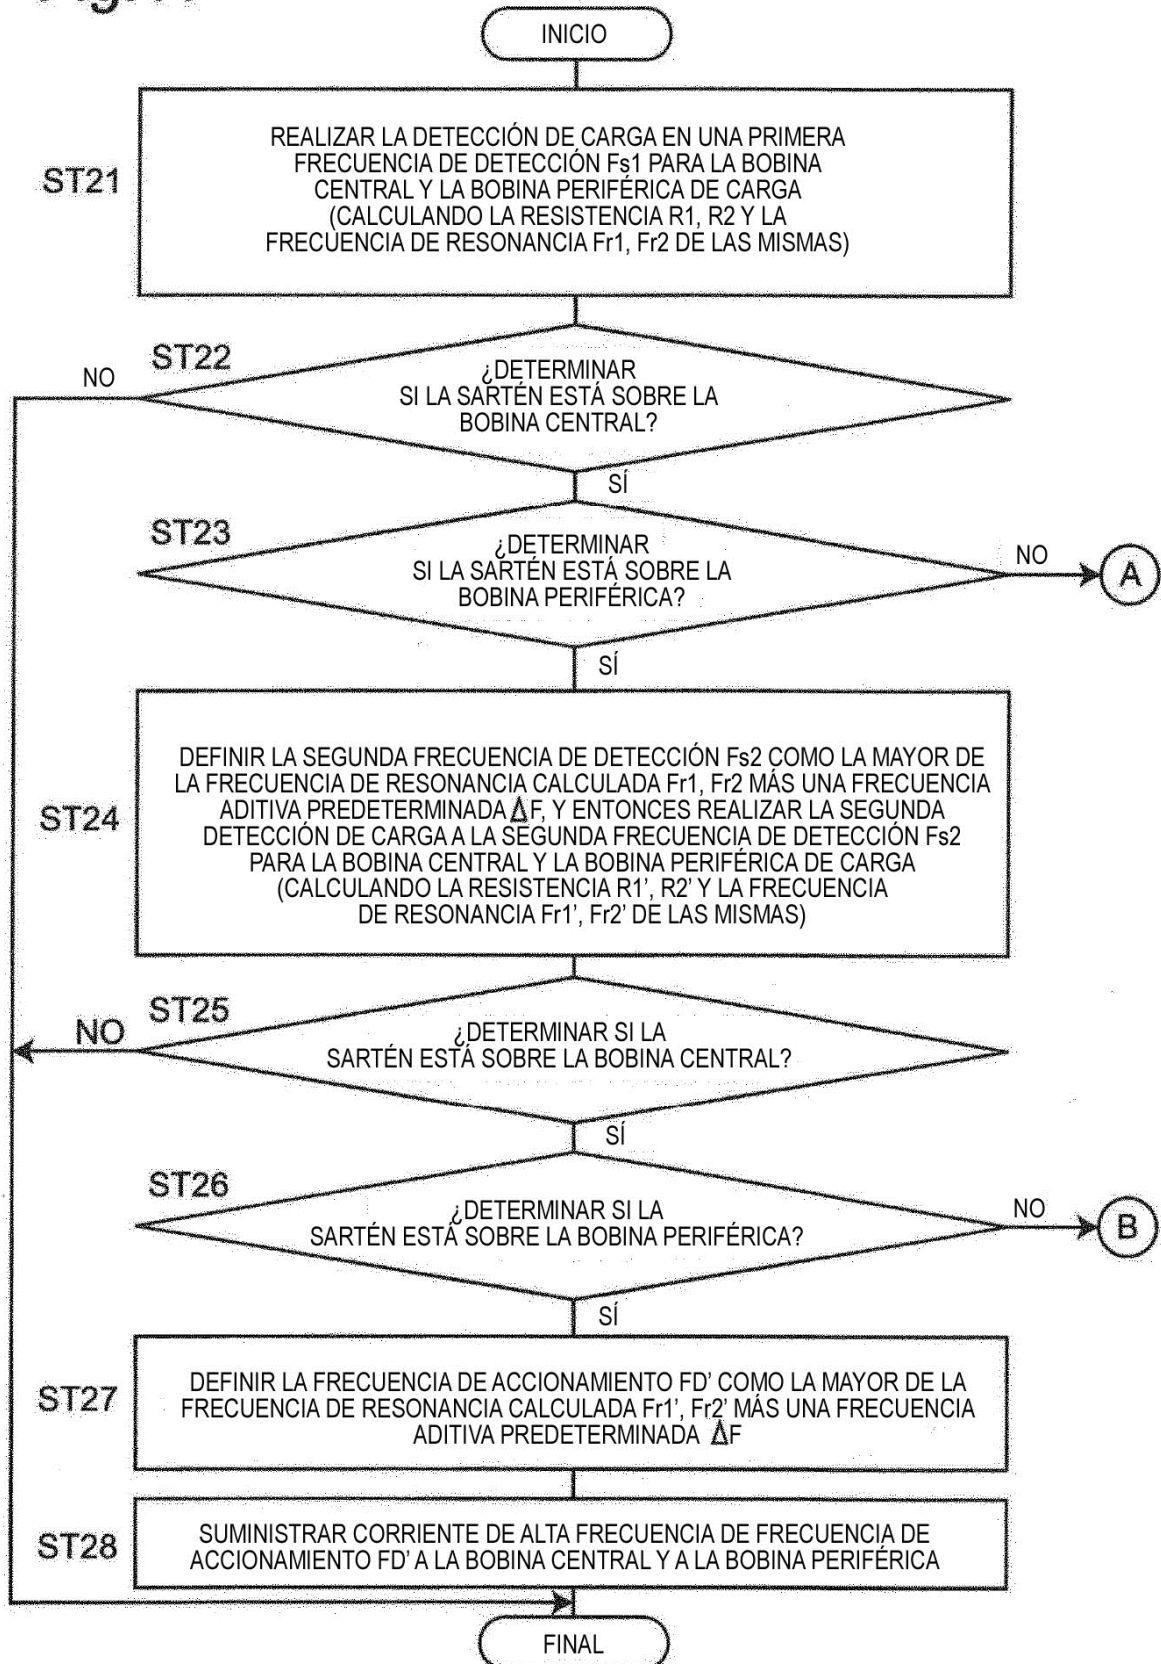 INICIO
ST21
REALIZAR LA DETECCIÓN DE CARGA EN UNA PRIMERA
FRECUENCIA DE DETECCIÓN Fs1 PARA LA BOBINA
CENTRAL Y LA BOBINA PERIFÉRICA DE CARGA
(CALCULANDO LA RESISTENCIA R1, R2 Y LA
FRECUENCIA DE RESONANCIA Fr1, Fr2 DE LAS MISMAS)
ST22
NO
¿DETERMINAR
SI LA SARTÉN ESTÁ SOBRE LA
BOBINA CENTRAL?
SÍ
ST23
¿DETERMINAR
SI LA SARTÉN ESTÁ SOBRE LA
BOBINA PERIFÉRICA?
NO
A
SÍ
ST24
DEFINIR LA SEGUNDA FRECUENCIA DE DETECCIÓN Fs2 COMO LA MAYOR DE
LA FRECUENCIA DE RESONANCIA CALCULADA Fr1, Fr2 MÁS UNA FRECUENCIA
ADITIVA PREDETERMINADA ΔF, Y ENTONCES REALIZAR LA SEGUNDA
DETECCIÓN DE CARGA A LA SEGUNDA FRECUENCIA DE DETECCIÓN Fs2
PARA LA BOBINA CENTRAL Y LA BOBINA PERIFÉRICA DE CARGA
(CALCULANDO LA RESISTENCIA R1’, R2’ Y LA FRECUENCIA
DE RESONANCIA Fr1’, Fr2’ DE LAS MISMAS)
ST25
NO
¿DETERMINAR SI LA
SARTÉN ESTÁ SOBRE LA BOBINA CENTRAL?
SÍ
ST26
¿DETERMINAR SI LA
SARTÉN ESTÁ SOBRE LA BOBINA PERIFÉRICA?
NO
B
SÍ
ST27
DEFINIR LA FRECUENCIA DE ACCIONAMIENTO FD’ COMO LA MAYOR DE LA
FRECUENCIA DE RESONANCIA CALCULADA Fr1’, Fr2’ MÁS UNA FRECUENCIA
ADITIVA PREDETERMINADA ΔF
ST28
SUMINISTRAR CORRIENTE DE ALTA FRECUENCIA DE FRECUENCIA DE
ACCIONAMIENTO FD’ A LA BOBINA CENTRAL Y A LA BOBINA PERIFÉRICA
FINAL